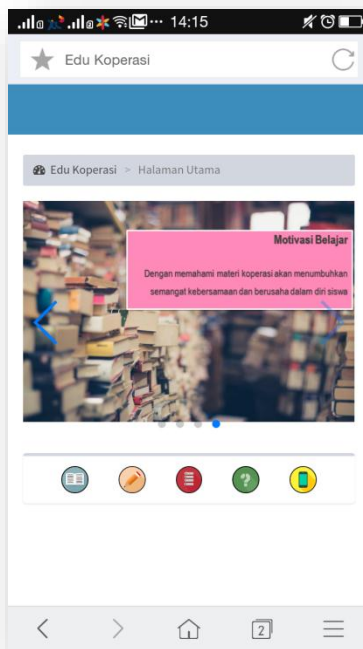 14:15
Edu Koperasi
Edu Koperasi > Halaman Utama
Motivasi Belajar
Dengan memahami materi koperasi akan menumbuhkan
semangat kebersamaan dan berusaha dalam diri siswa
?
2